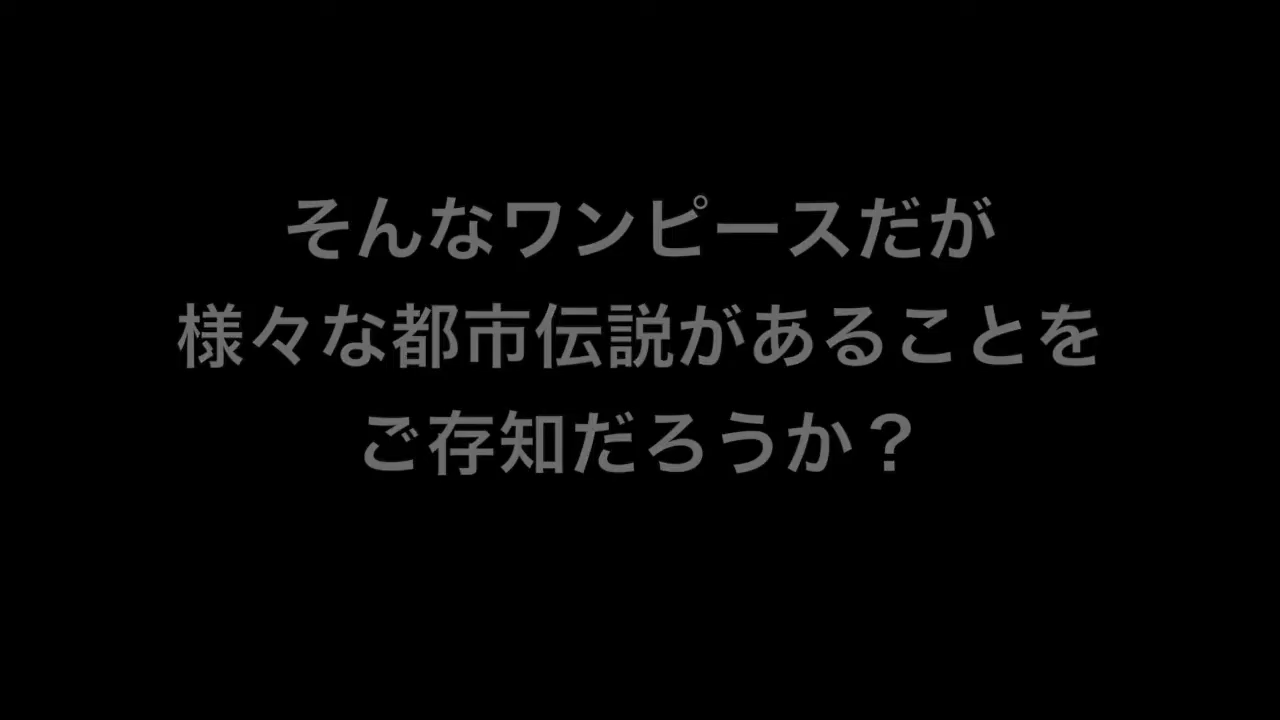 そんなワンピースだが
様々な都市伝説があることを
ご存知だろうか？